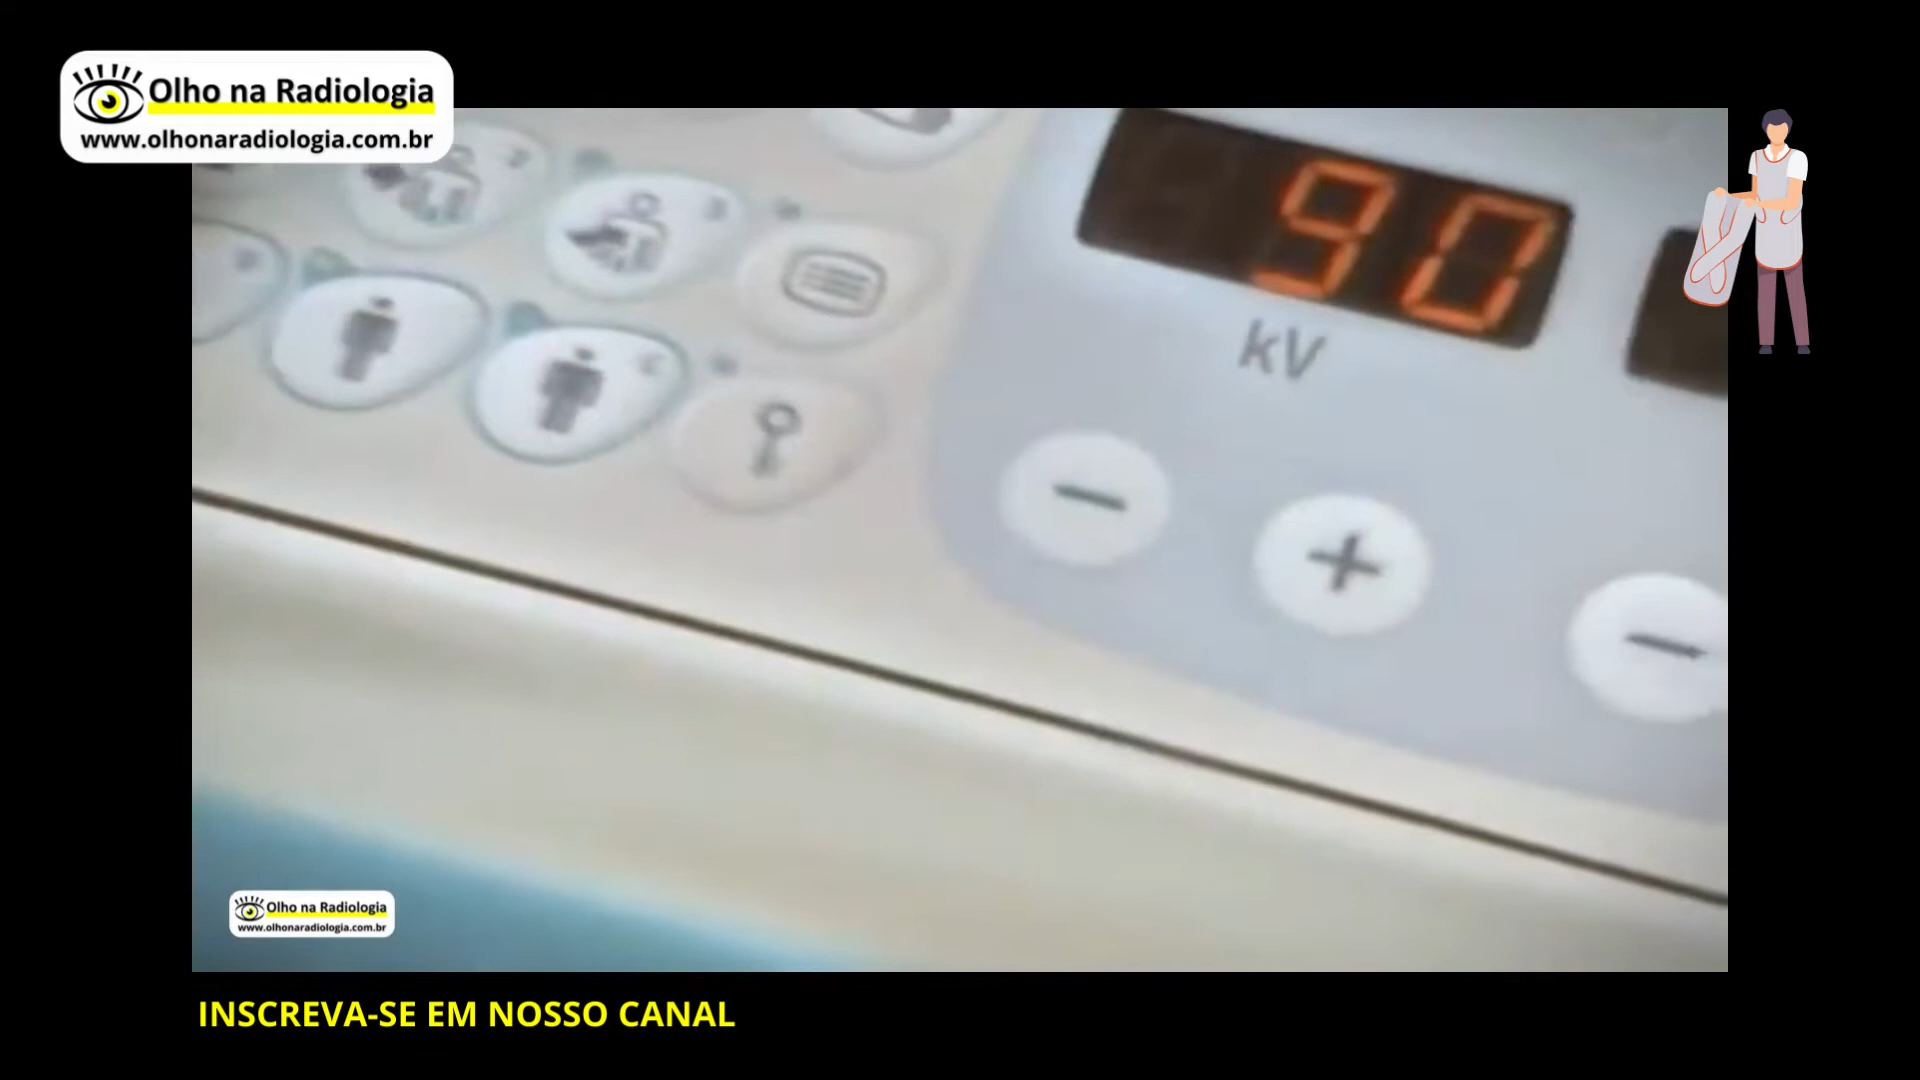 Olho na Radiologia
www.olhonaradiologia.com.br
90
kV
- +
-
Olho na Radiologia
www.olhonaradiologia.com.br
INSCREVA-SE EM NOSSO CANAL